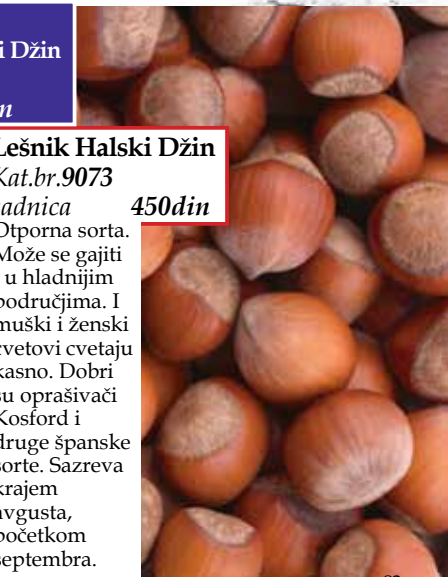 i Džin
n
Lešnik Halski Džin
Kat.br.9073
sadnica 450din
Otporna sorta.
Može se gajiti
u hladnijim
područjima. I
muški i ženski
cvetovi cvetaju
kasno. Dobri
su oprašivači
Kosford i
druge španske
sorte. Sazreva
krajem
avgusta,
početkom
septembra.